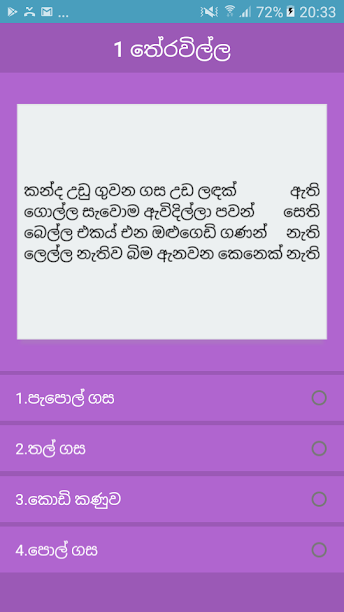 ... 72% 20:33
1 තේරවිල්ල
කන්ද උඩු ගුවන ගස උඩ ලඳක් ඇති
ගොල්ල සැවොම ඇවිදිල්ලා පවන් සෙති
බෙල්ල එකය් එන ඔළුගෙඩි ගණන් නැති
ලෙල්ල නැතිව බිම ඇනවන කෙනෙක් නැති
1.පැපොල් ගස
2.තල් ගස
3.කොඩි කණුව
4.පොල් ගස